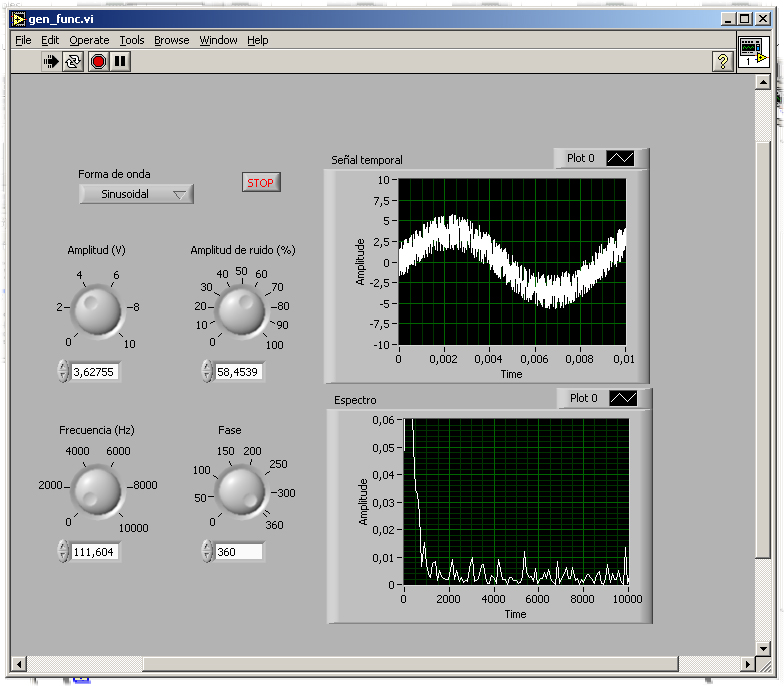 gen_func.vi
File Edit Operate Tools Browse Window Help
?
1
Forma de onda
Sinusoidal
STOP
Amplitud (V)
0 2 4 6 8 10
3,62755
Amplitud de ruido (%)
0 10 20 30 40 50 60 70 80 90 100
58,4539
Frecuencia (Hz)
0 2000 4000 6000 8000 10000
111,604
Fase
0 50 100 150 200 250 300 360
360
Señal temporal
Plot 0
Amplitude
10
7,5
5
2,5
0
-2,5
-5
-7,5
-10
0 0,002 0,004 0,006 0,008 0,01
Time
Espectro
Plot 0
Amplitude
0,06
0,05
0,04
0,03
0,02
0,01
0
0 2000 4000 6000 8000 10000
Time